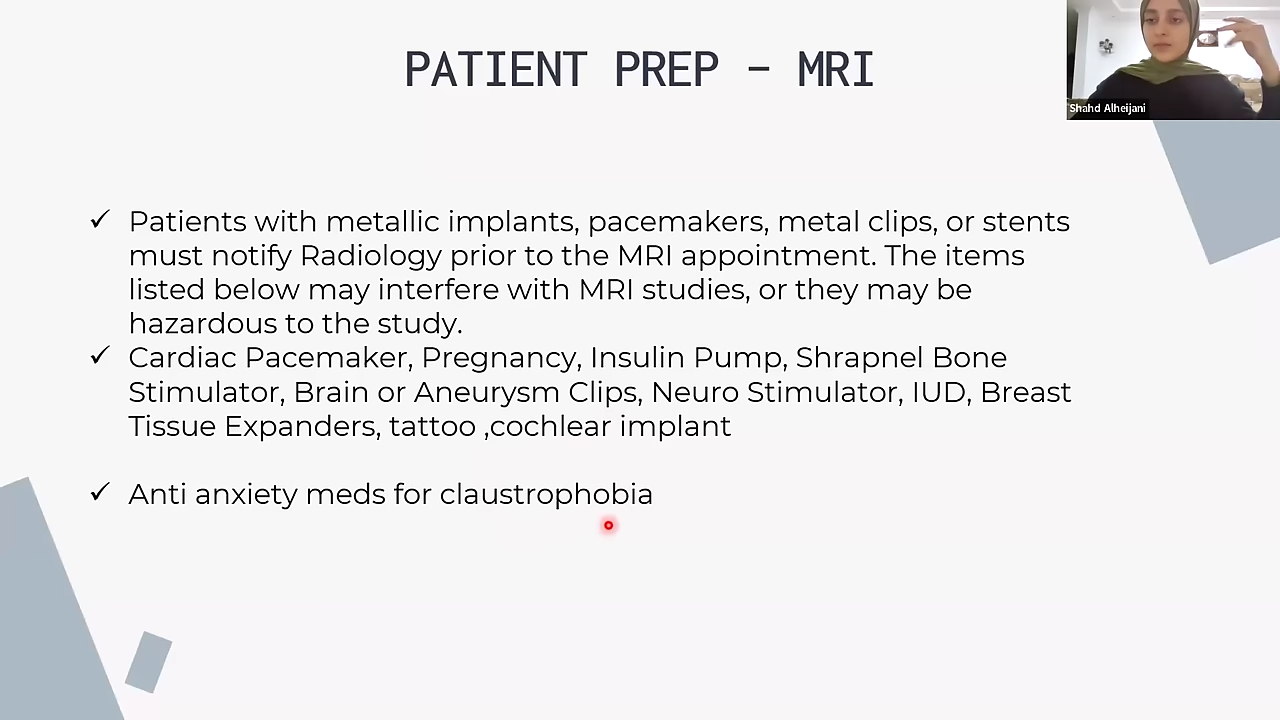 PATIENT PREP - MRI
Shahd Alheijani
Patients with metallic implants, pacemakers, metal clips, or stents
must notify Radiology prior to the MRI appointment. The items
listed below may interfere with MRI studies, or they may be
hazardous to the study.
Cardiac Pacemaker, Pregnancy, Insulin Pump, Shrapnel Bone
Stimulator, Brain or Aneurysm Clips, Neuro Stimulator, IUD, Breast
Tissue Expanders, tattoo ,cochlear implant
Anti anxiety meds for claustrophobia